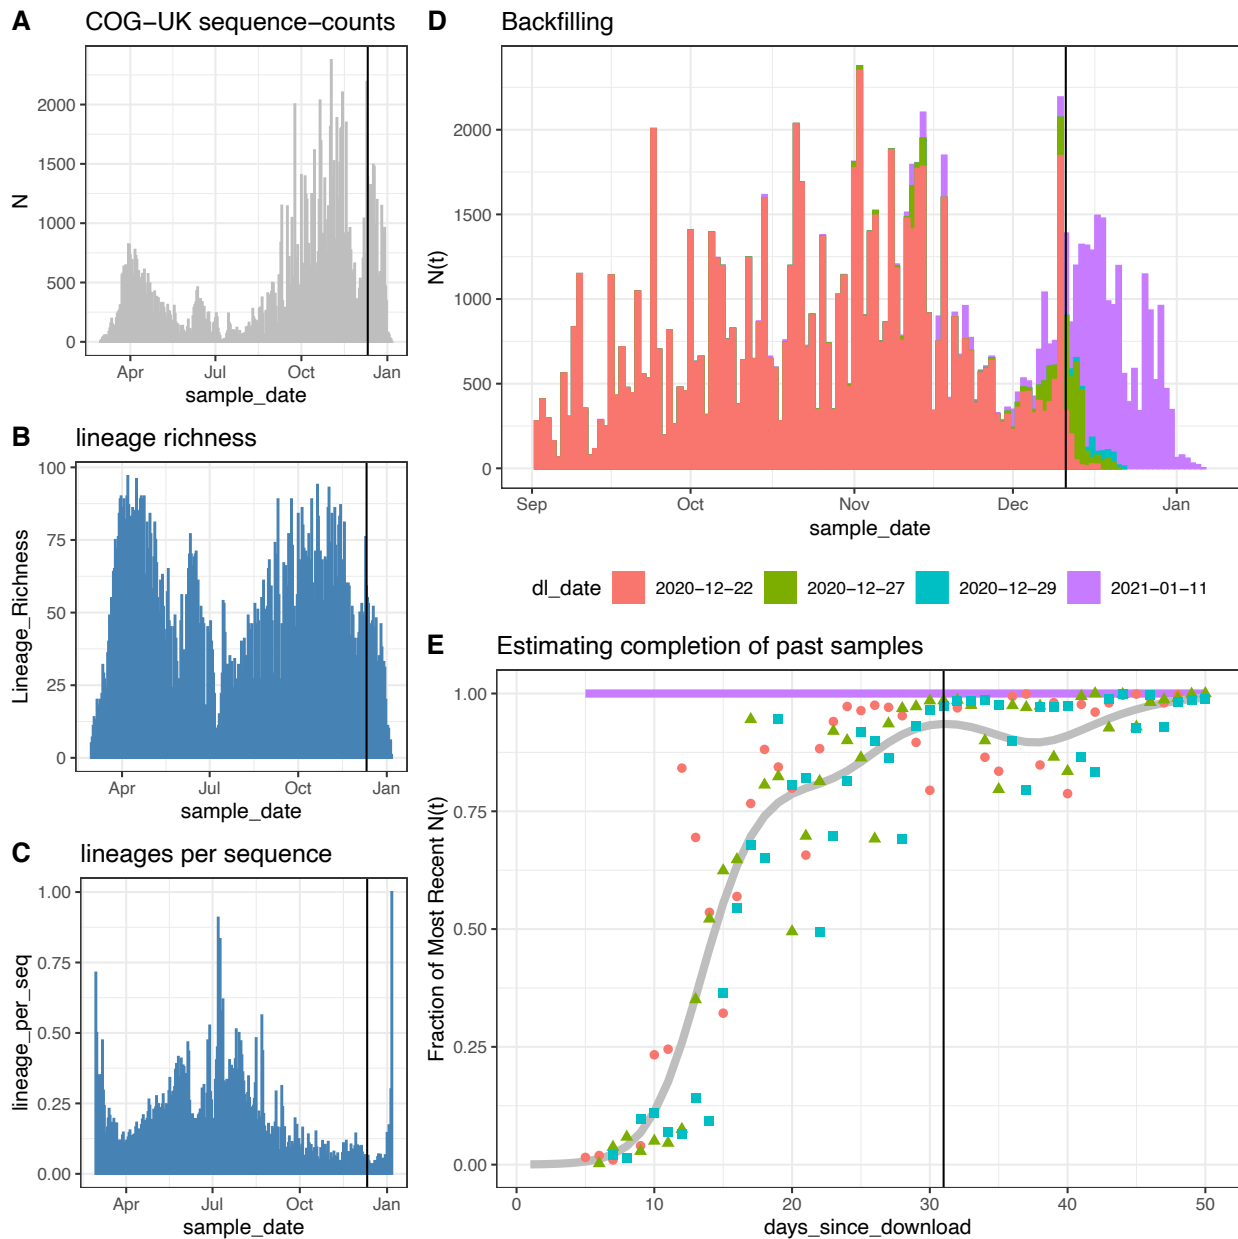 A COG−UK sequence−counts
2000
1500
1000
500
0
N
Apr Jul Oct Jan
sample_date
B lineage richness
100
75
50
25
0
Lineage_Richness
Apr Jul Oct Jan
sample_date
C lineages per sequence
1.00
0.75
0.50
0.25
0.00
lineage_per_seq
Apr Jul Oct Jan
sample_date
D Backfilling
2000
1500
1000
500
0
N(t)
Sep Oct Nov Dec Jan
sample_date
dl_date 2020−12−22 2020−12−27 2020−12−29 2021−01−11
E Estimating completion of past samples
1.00
0.75
0.50
0.25
0.00
Fraction of Most Recent N(t)
0 10 20 30 40 50
days_since_download